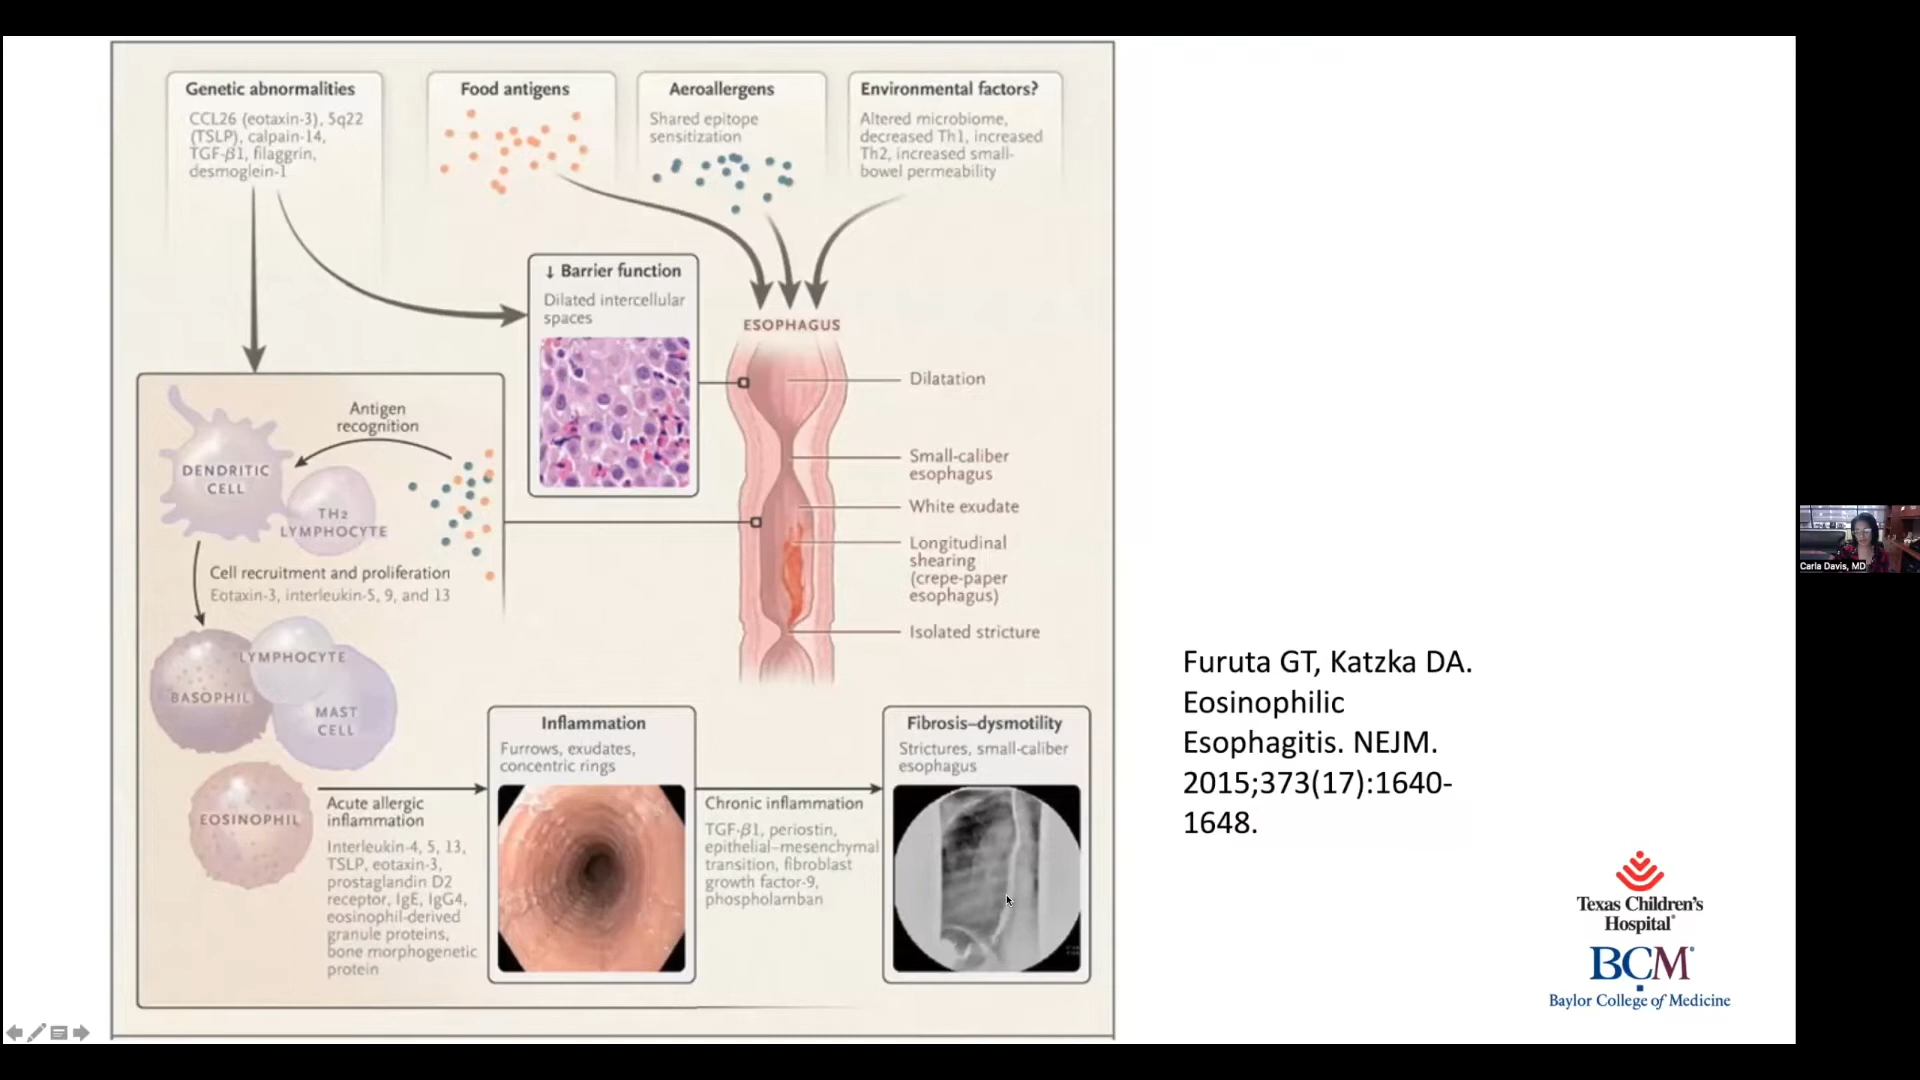 Genetic abnormalities
CCL26 (eotaxin-3), 5q22
(TSLP), calpain-14,
TGF-β1, filaggrin,
desmoglein-1
Food antigens
Aeroallergens
Shared epitope
sensitization
Environmental factors?
Altered microbiome,
decreased Th1, increased
Th2, increased small-
bowel permeability
↓ Barrier function
Dilated intercellular
spaces
ESOPHAGUS
Dilatation
Small-caliber
esophagus
White exudate
Longitudinal
shearing
(crepe-paper
esophagus)
Isolated stricture
Antigen
recognition
DENDRITIC
CELL
TH2
LYMPHOCYTE
Cell recruitment and proliferation
Eotaxin-3, interleukin-5, 9, and 13
LYMPHOCYTE
BASOPHIL
MAST
CELL
EOSINOPHIL
Acute allergic
inflammation
Interleukin-4, 5, 13,
TSLP, eotaxin-3,
prostaglandin D2
receptor, IgE, IgG4,
eosinophil-derived
granule proteins,
bone morphogenetic
protein
Inflammation
Furrows, exudates,
concentric rings
Chronic inflammation
TGF-β1, periostin,
epithelial–mesenchymal
transition, fibroblast
growth factor-9,
phospholamban
Fibrosis–dysmotility
Strictures, small-caliber
esophagus
Furuta GT, Katzka DA.
Eosinophilic
Esophagitis. NEJM.
2015;373(17):1640-
1648.
Texas Children's
Hospital®
BCM®
Baylor College of Medicine
Carla Davis, MD